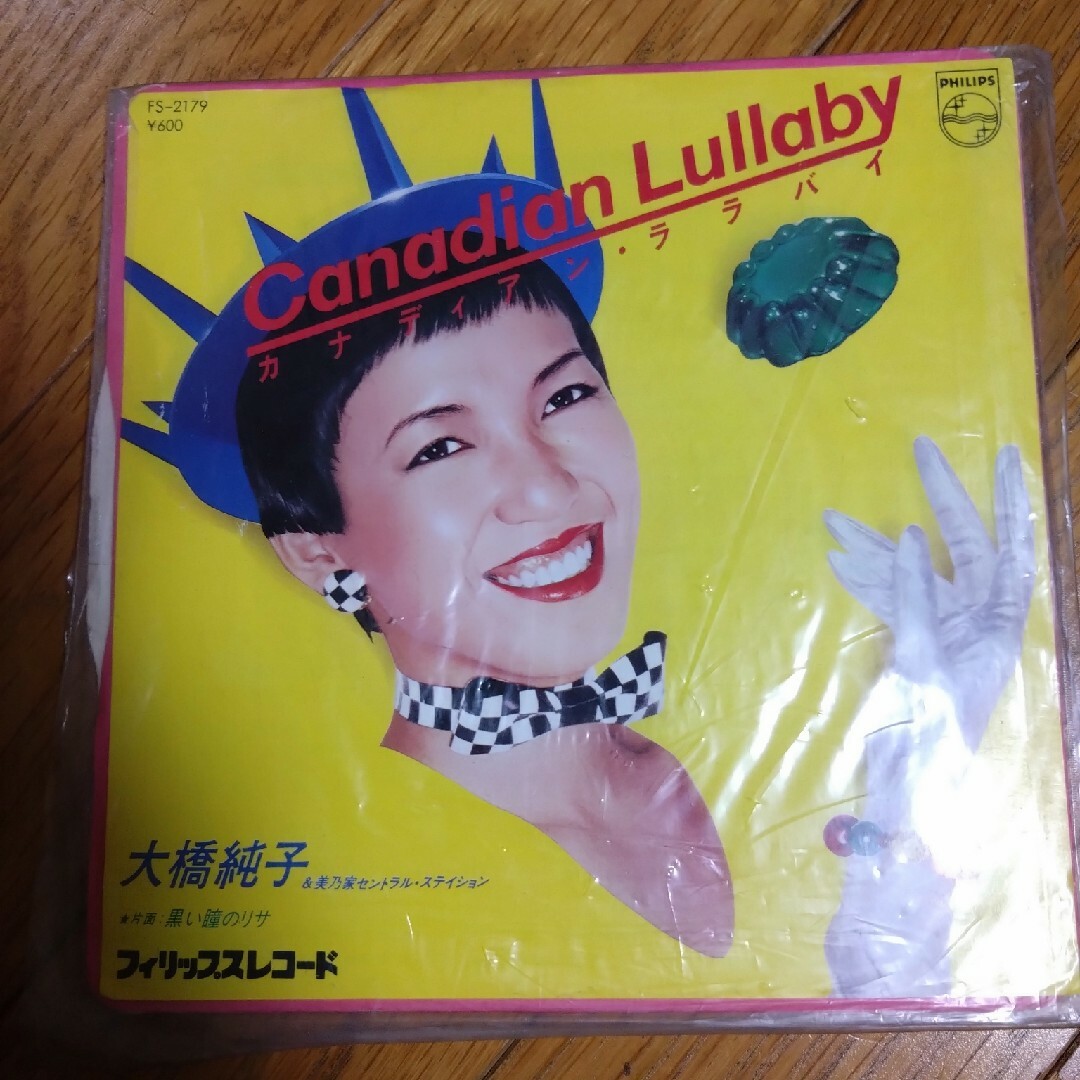 FS-2179
¥600
PHILIPS
Canadian Lullaby
カナディアン・ララバイ
大橋純子
&美乃家セントラル・ステイション
★片面:黒い瞳のリサ
フィリップスレコード